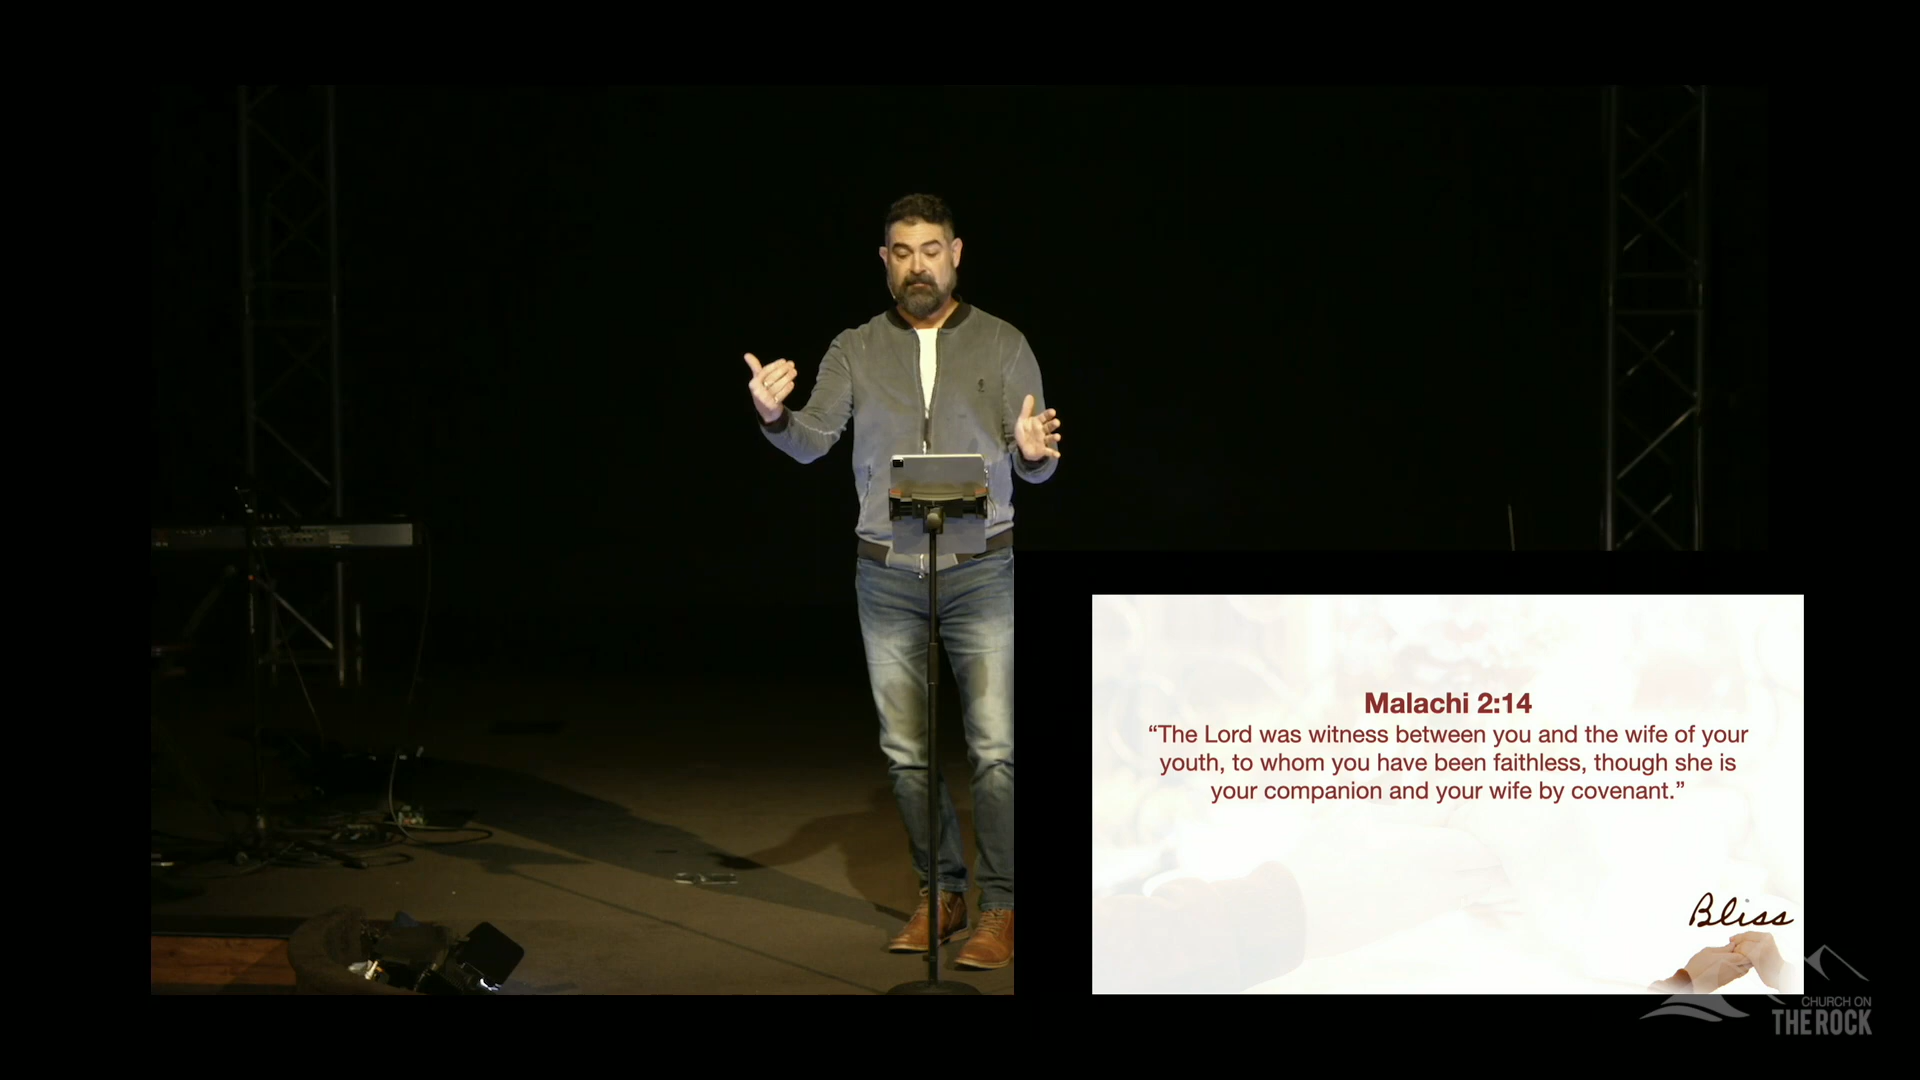 Malachi 2:14
“The Lord was witness between you and the wife of your
youth, to whom you have been faithless, though she is
your companion and your wife by covenant.”
Bliss
CHURCH ON
THE ROCK